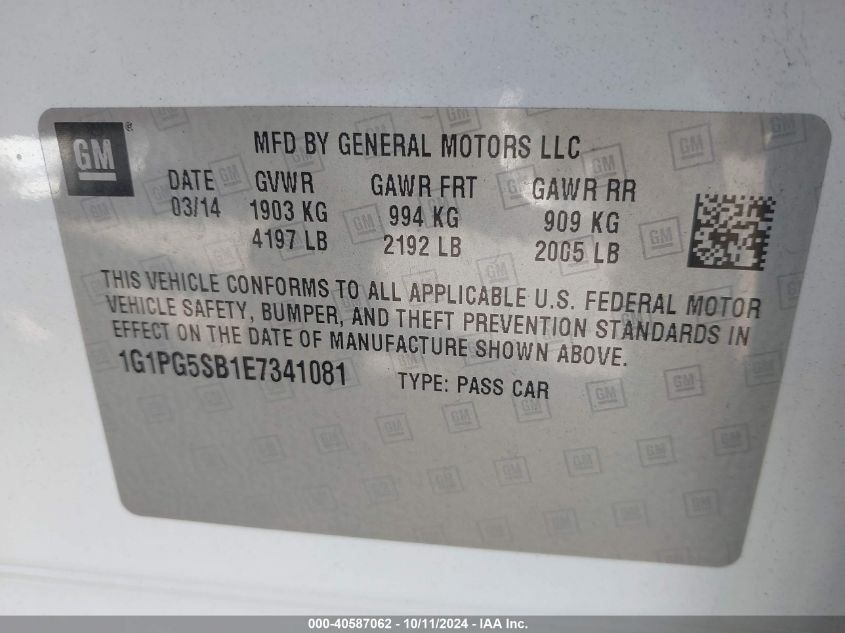 GM ®
MFD BY GENERAL MOTORS LLC
DATE GVWR GAWR FRT GAWR RR
03/14 1903 KG 994 KG 909 KG
4197 LB 2192 LB 2005 LB
THIS VEHICLE CONFORMS TO ALL APPLICABLE U.S. FEDERAL MOTOR
VEHICLE SAFETY, BUMPER, AND THEFT PREVENTION STANDARDS IN
EFFECT ON THE DATE OF MANUFACTURE SHOWN ABOVE.
1G1PG5SB1E7341081 TYPE: PASS CAR
000-40587062 - 10/11/2024 - IAA Inc.